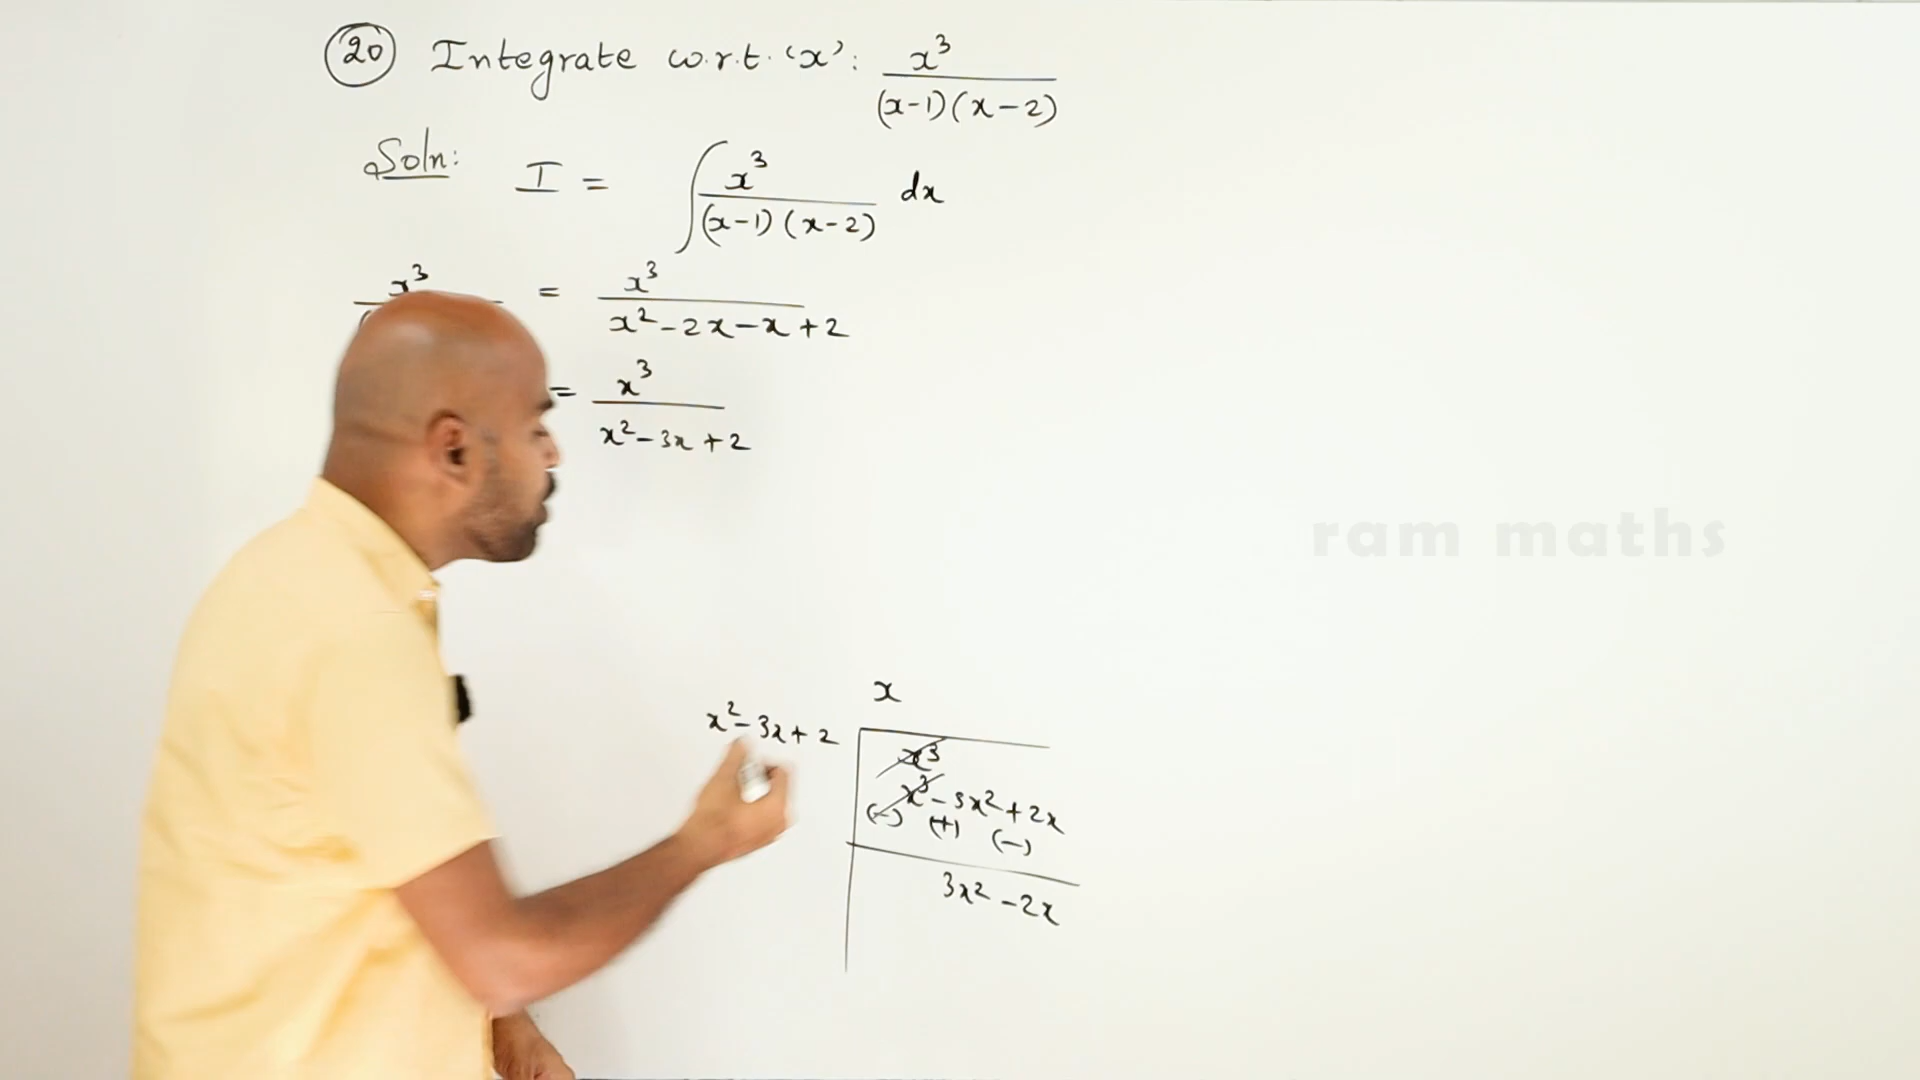 20 Integrate w.r.t. 'x': x³/(x-1)(x-2)
Soln: I = ∫ x³/(x-1)(x-2) dx
x³ = x³/x²-2x-x+2
= x³/x²-3x+2
ram maths
x
x²-3x+2 x³
x³-3x²+2x
(-) (+) (-)
3x²-2x